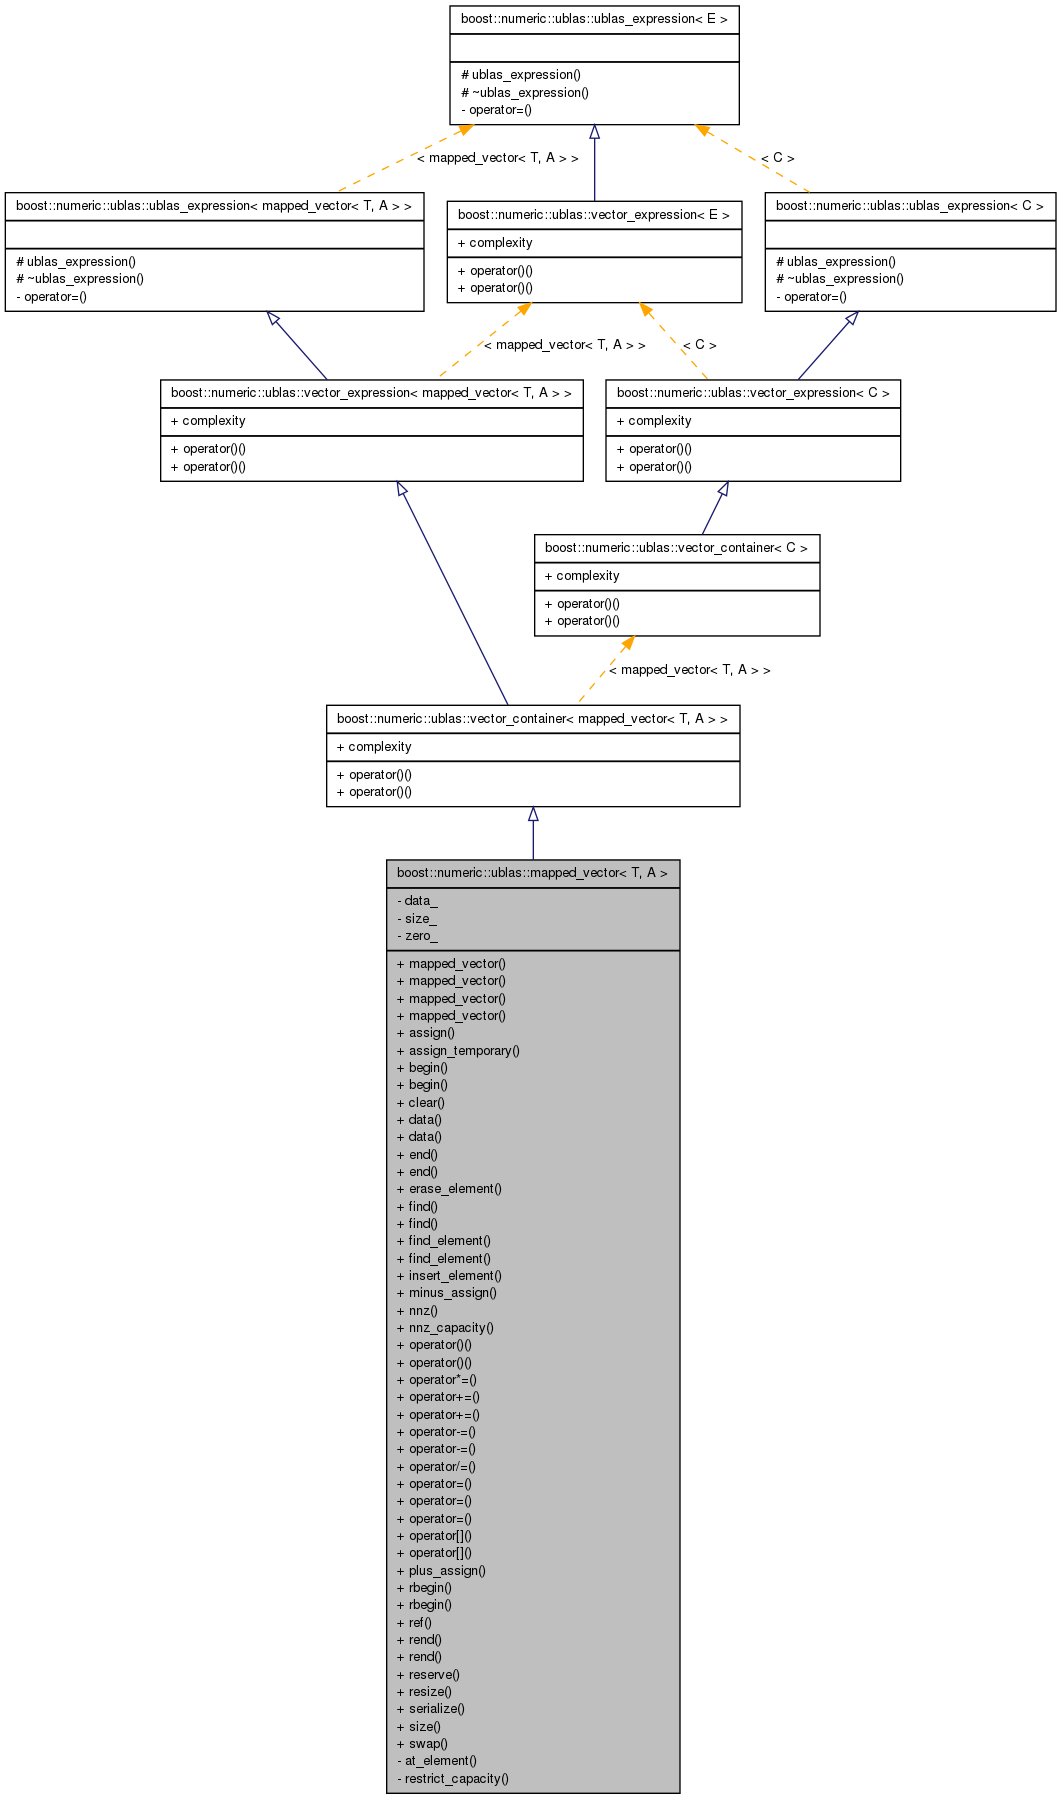 boost::numeric::ublas::ublas_expression< E >
# ublas_expression()
# ~ublas_expression()
- operator=()
< mapped_vector< T, A > >
< C >
boost::numeric::ublas::ublas_expression< mapped_vector< T, A > >
# ublas_expression()
# ~ublas_expression()
- operator=()
boost::numeric::ublas::vector_expression< E >
+ complexity
+ operator()()
+ operator()()
boost::numeric::ublas::ublas_expression< C >
# ublas_expression()
# ~ublas_expression()
- operator=()
< mapped_vector< T, A > >
< C >
boost::numeric::ublas::vector_expression< mapped_vector< T, A > >
+ complexity
+ operator()()
+ operator()()
boost::numeric::ublas::vector_expression< C >
+ complexity
+ operator()()
+ operator()()
boost::numeric::ublas::vector_container< C >
+ complexity
+ operator()()
+ operator()()
< mapped_vector< T, A > >
boost::numeric::ublas::vector_container< mapped_vector< T, A > >
+ complexity
+ operator()()
+ operator()()
boost::numeric::ublas::mapped_vector< T, A >
- data_
- size_
- zero_
+ mapped_vector()
+ mapped_vector()
+ mapped_vector()
+ mapped_vector()
+ assign()
+ assign_temporary()
+ begin()
+ begin()
+ clear()
+ data()
+ data()
+ end()
+ end()
+ erase_element()
+ find()
+ find()
+ find_element()
+ find_element()
+ insert_element()
+ minus_assign()
+ nnz()
+ nnz_capacity()
+ operator()()
+ operator()()
+ operator*=()
+ operator+=()
+ operator+=()
+ operator-=()
+ operator-=()
+ operator/=()
+ operator=()
+ operator=()
+ operator=()
+ operator[]()
+ operator[]()
+ plus_assign()
+ rbegin()
+ rbegin()
+ ref()
+ rend()
+ rend()
+ reserve()
+ resize()
+ serialize()
+ size()
+ swap()
- at_element()
- restrict_capacity()